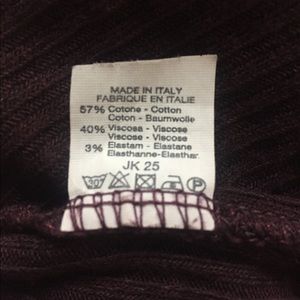 MADE IN ITALY
FABRIQUE EN ITALIE
57% Cotone - Cotton
Coton - Baumwolle
40% Viscosa - Viscose
Viscose - Viscose
3% Elastam - Elastane
Elasthanne-Elasthan
JK 25
30°
P